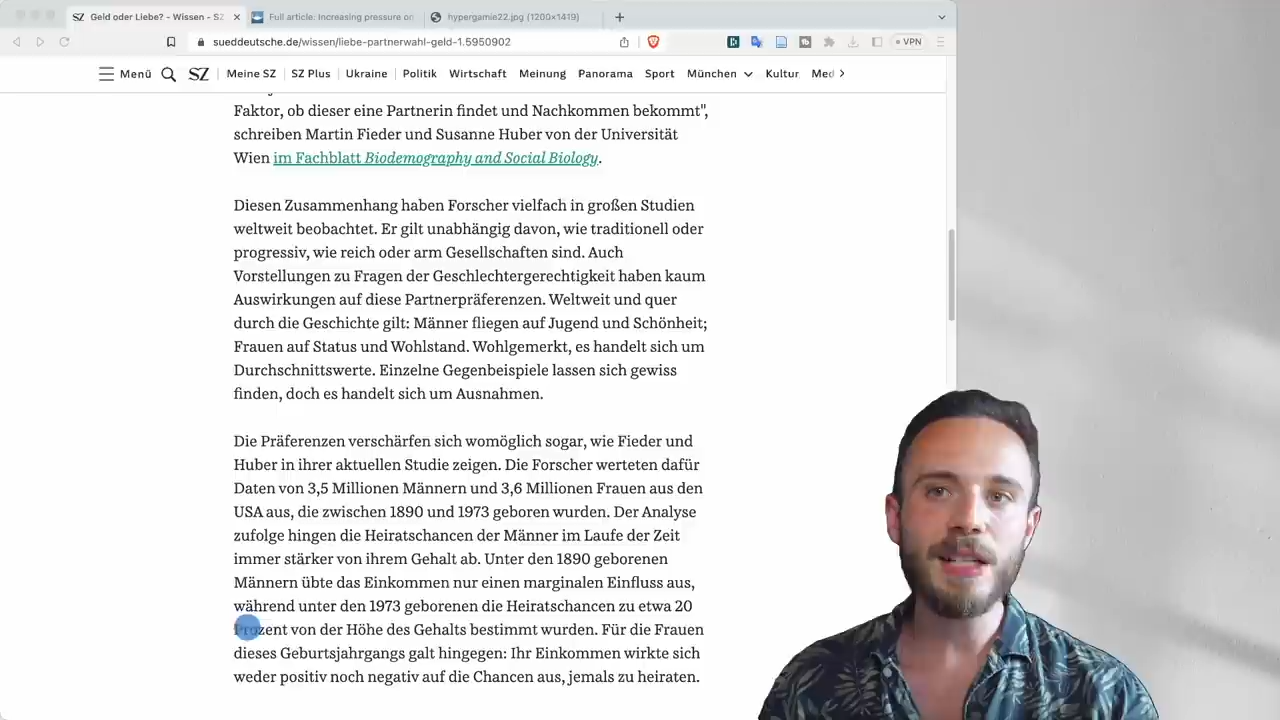 Geld oder Liebe? - Wissen - SZ
Full article: Increasing pressure on
hypergamie22.jpg (1200×1419)
sueddeutsche.de/wissen/liebe-partnerwahl-geld-1.5950902
VPN
Menü SZ Meine SZ SZ Plus Ukraine Politik Wirtschaft Meinung Panorama Sport München Kultur Med
Faktor, ob dieser eine Partnerin findet und Nachkommen bekommt",
schreiben Martin Fieder und Susanne Huber von der Universität
Wien im Fachblatt Biodemography and Social Biology.
Diesen Zusammenhang haben Forscher vielfach in großen Studien
weltweit beobachtet. Er gilt unabhängig davon, wie traditionell oder
progressiv, wie reich oder arm Gesellschaften sind. Auch
Vorstellungen zu Fragen der Geschlechtergerechtigkeit haben kaum
Auswirkungen auf diese Partnerpräferenzen. Weltweit und quer
durch die Geschichte gilt: Männer fliegen auf Jugend und Schönheit;
Frauen auf Status und Wohlstand. Wohlgemerkt, es handelt sich um
Durchschnittswerte. Einzelne Gegenbeispiele lassen sich gewiss
finden, doch es handelt sich um Ausnahmen.
Die Präferenzen verschärfen sich womöglich sogar, wie Fieder und
Huber in ihrer aktuellen Studie zeigen. Die Forscher werteten dafür
Daten von 3,5 Millionen Männern und 3,6 Millionen Frauen aus den
USA aus, die zwischen 1890 und 1973 geboren wurden. Der Analyse
zufolge hingen die Heiratschancen der Männer im Laufe der Zeit
immer stärker von ihrem Gehalt ab. Unter den 1890 geborenen
Männern übte das Einkommen nur einen marginalen Einfluss aus,
während unter den 1973 geborenen die Heiratschancen zu etwa 20
Prozent von der Höhe des Gehalts bestimmt wurden. Für die Frauen
dieses Geburtsjahrgangs galt hingegen: Ihr Einkommen wirkte sich
weder positiv noch negativ auf die Chancen aus, jemals zu heiraten.